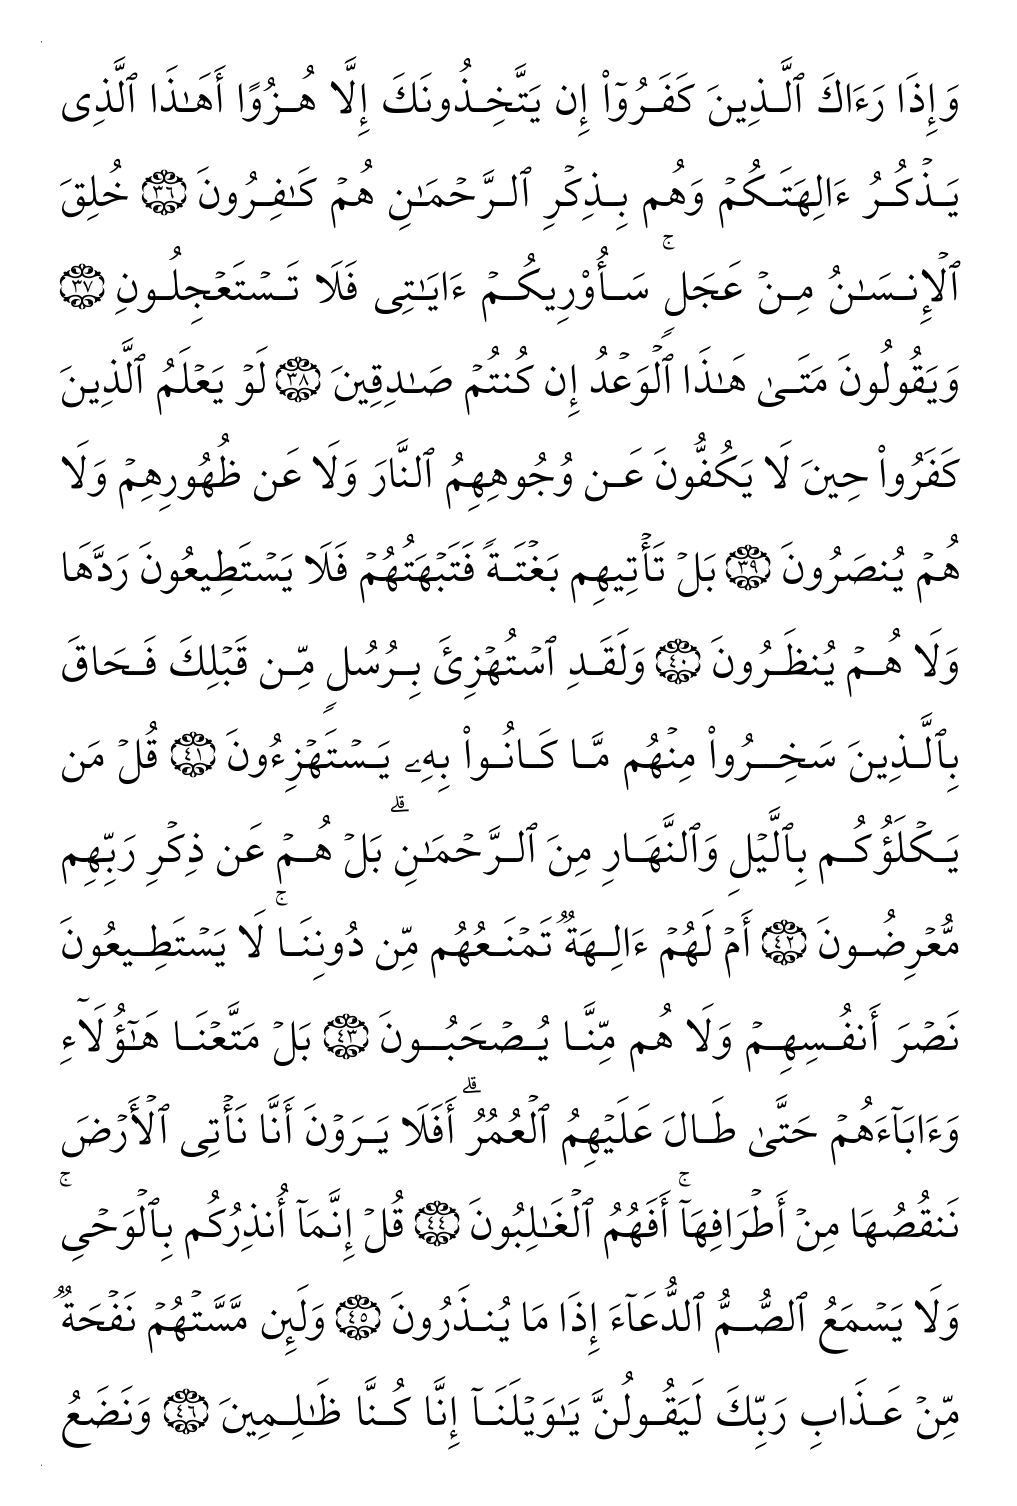 وَإِذَا رَءَاكَ ٱلَّذِينَ كَفَرُوٓا۟ إِن يَتَّخِذُونَكَ إِلَّا هُزُوًا أَهَـٰذَا ٱلَّذِى
يَذْكُرُ ءَالِهَتَكُمْ وَهُم بِذِكْرِ ٱلرَّحْمَـٰنِ هُمْ كَـٰفِرُونَ ٣٦ خُلِقَ
ٱلْإِنسَـٰنُ مِنْ عَجَلٍ ۚ سَأُو۟رِيكُمْ ءَايَـٰتِى فَلَا تَسْتَعْجِلُونِ ٣٧
وَيَقُولُونَ مَتَىٰ هَـٰذَا ٱلْوَعْدُ إِن كُنتُمْ صَـٰدِقِينَ ٣٨ لَوْ يَعْلَمُ ٱلَّذِينَ
كَفَرُوا۟ حِينَ لَا يَكُفُّونَ عَن وُجُوهِهِمُ ٱلنَّارَ وَلَا عَن ظُهُورِهِمْ وَلَا
هُمْ يُنصَرُونَ ٣٩ بَلْ تَأْتِيهِم بَغْتَةً فَتَبْهَتُهُمْ فَلَا يَسْتَطِيعُونَ رَدَّهَا
وَلَا هُمْ يُنظَرُونَ ٤٠ وَلَقَدِ ٱسْتُهْزِئَ بِرُسُلٍ مِّن قَبْلِكَ فَحَاقَ
بِٱلَّذِينَ سَخِرُوا۟ مِنْهُم مَّا كَانُوا۟ بِهِۦ يَسْتَهْزِءُونَ ٤١ قُلْ مَن
يَكْلَؤُكُم بِٱلَّيْلِ وَٱلنَّهَارِ مِنَ ٱلرَّحْمَـٰنِ ۗ بَلْ هُمْ عَن ذِكْرِ رَبِّهِم
مُّعْرِضُونَ ٤٢ أَمْ لَهُمْ ءَالِهَةٌ تَمْنَعُهُم مِّن دُونِنَا ۚ لَا يَسْتَطِيعُونَ
نَصْرَ أَنفُسِهِمْ وَلَا هُم مِّنَّا يُصْحَبُونَ ٤٣ بَلْ مَتَّعْنَا هَـٰٓؤُلَآءِ
وَءَابَآءَهُمْ حَتَّىٰ طَالَ عَلَيْهِمُ ٱلْعُمُرُ ۗ أَفَلَا يَرَوْنَ أَنَّا نَأْتِى ٱلْأَرْضَ
نَنقُصُهَا مِنْ أَطْرَافِهَآ ۚ أَفَهُمُ ٱلْغَـٰلِبُونَ ٤٤ قُلْ إِنَّمَآ أُنذِرُكُم بِٱلْوَحْىِ ۚ
وَلَا يَسْمَعُ ٱلصُّمُّ ٱلدُّعَآءَ إِذَا مَا يُنذَرُونَ ٤٥ وَلَئِن مَّسَّتْهُمْ نَفْحَةٌ
مِّنْ عَذَابِ رَبِّكَ لَيَقُولُنَّ يَـٰوَيْلَنَآ إِنَّا كُنَّا ظَـٰلِمِينَ ٤٦ وَنَضَعُ